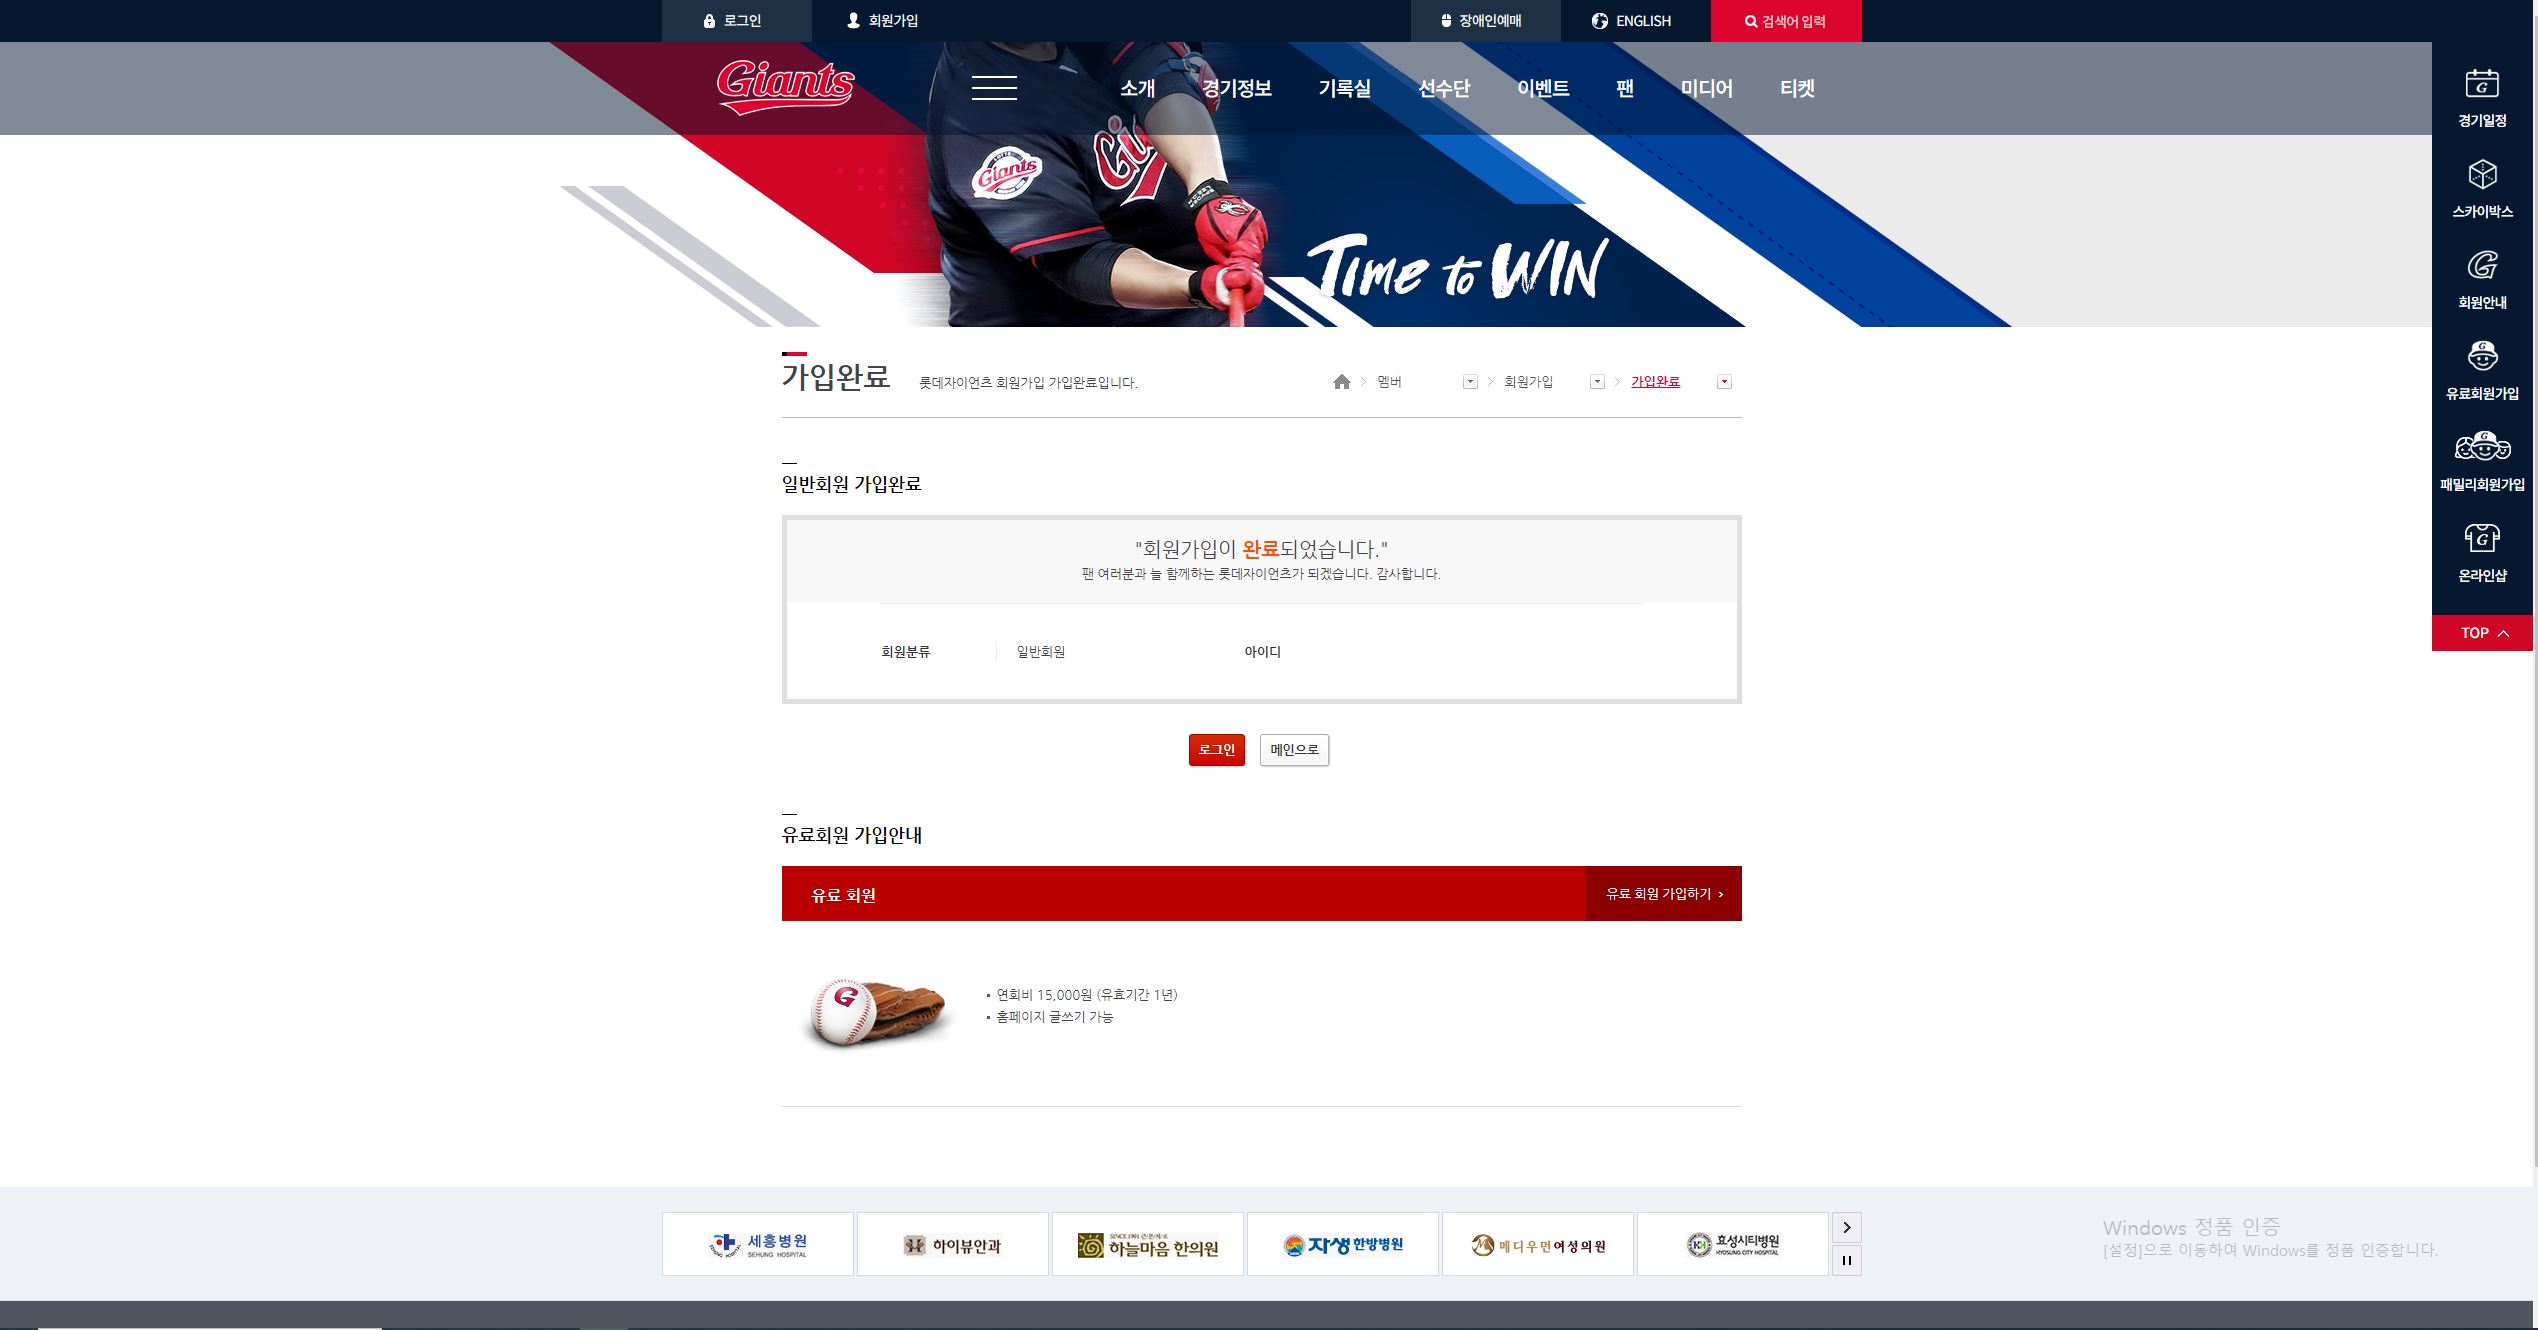 로그인
회원가입
장애인예매
ENGLISH
검색어 입력
Giants
소개
경기정보
기록실
선수단
이벤트
팬
미디어
티켓
Giants
TIME to WIN
경기일정
스카이박스
회원안내
유료회원가입
패밀리회원가입
온라인샵
TOP
가입완료
롯데자이언츠 회원가입 가입완료입니다.
멤버
회원가입
가입완료
일반회원 가입완료
"회원가입이 완료되었습니다."
팬 여러분과 늘 함께하는 롯데자이언츠가 되겠습니다. 감사합니다.
회원분류
일반회원
아이디
로그인
메인으로
유료회원 가입안내
유료 회원
유료 회원 가입하기
연회비 15,000원 (유효기간 1년)
홈페이지 글쓰기 가능
세흥병원
SEHUNG HOSPITAL
하이뷰안과
하늘마음 한의원
자생 한방병원
메디우먼여성의원
효성시티병원
HYOSUNG CITY HOSPITAL
Windows 정품 인증
[설정]으로 이동하여 Windows를 정품 인증합니다.